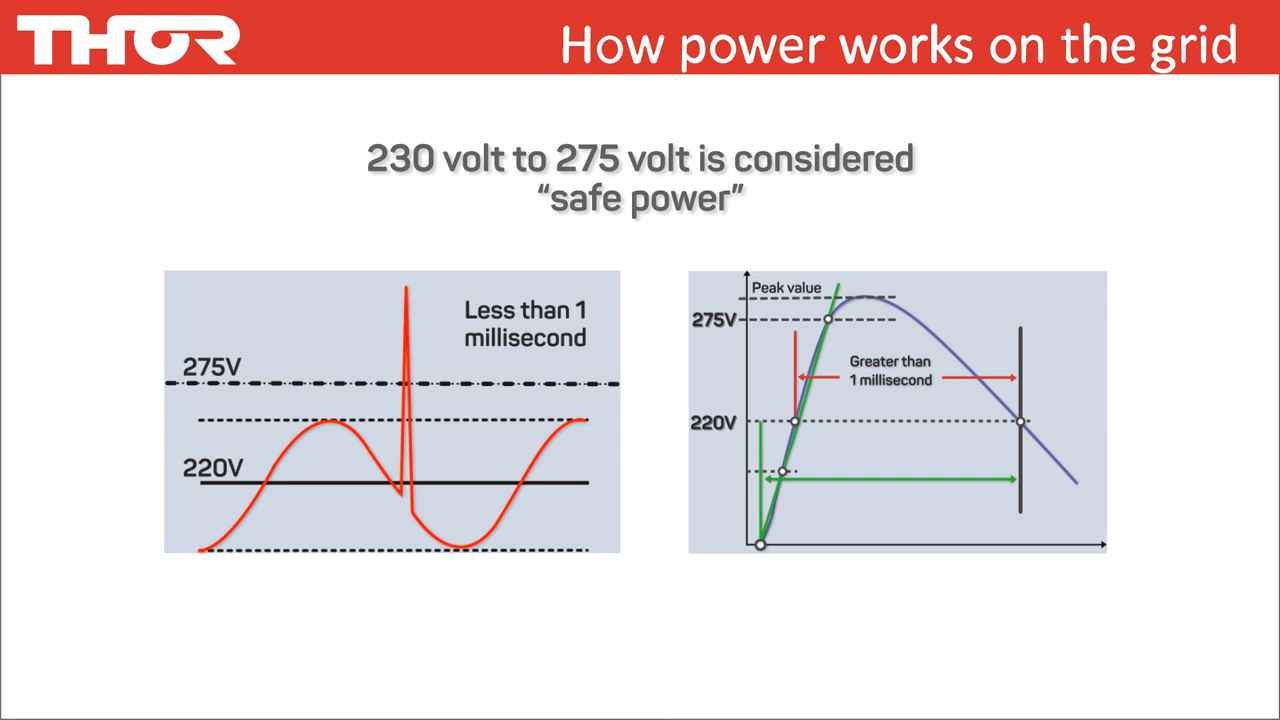 THOR
How power works on the grid
230 volt to 275 volt is considered
“safe power”
Less than 1
millisecond
275V
220V
Peak value
275V
Greater than
1 millisecond
220V